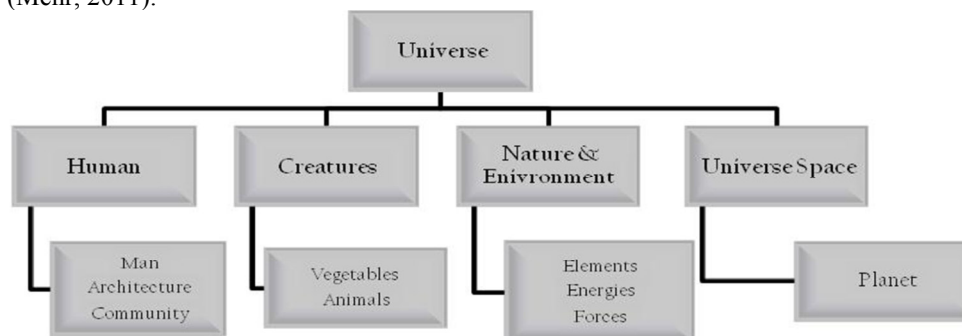 (Mehr, 2011).
Universe
Human
Creatures
Nature &
Enivronment
Universe Space
Man
Architecture
Community
Vegetables
Animals
Elements
Energies
Forces
Planet